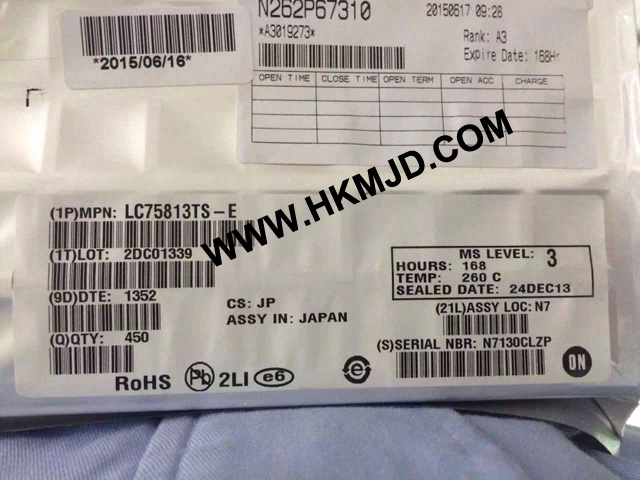 N262P67310
*A3019273*
20150617 09:28
Rank: A3
Expire Date: 168Hr
*2015/06/16*
OPEN TIME CLOSE TIME OPEN TERM OPEN ACC CHARGE
WWW.HKMJD.COM
(1P)MPN: LC75813TS-E
(1T)LOT: 2DC01339
(9D)DTE: 1352
(Q)QTY: 450
CS: JP
ASSY IN: JAPAN
MS LEVEL: 3
HOURS: 168
TEMP: 260 C
SEALED DATE: 24DEC13
(21L)ASSY LOC: N7
(S)SERIAL NBR: N7130CLZP
RoHS Pb 2LI e6 e
ON